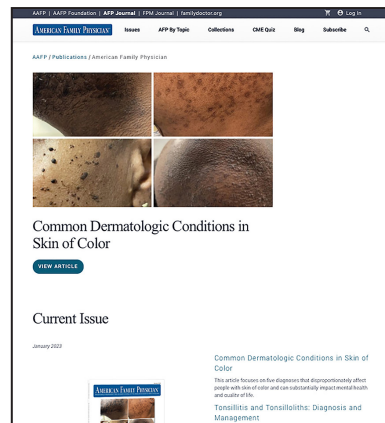 AAFP | AAFP Foundation | AFP Journal | FPM Journal | familydoctor.org
Log In
AMERICAN FAMILY PHYSICIAN
Issues
AFP By Topic
Collections
CME Quiz
Blog
Subscribe
AAFP / Publications / American Family Physician
Common Dermatologic Conditions in
Skin of Color
VIEW ARTICLE
Current Issue
January 2023
AMERICAN FAMILY PHYSICIAN
Common Dermatologic Conditions in Skin of
Color
This article focuses on five diagnoses that disproportionately affect
people with skin of color and can substantially impact mental health
and quality of life.
Tonsillitis and Tonsilloliths: Diagnosis and
Management